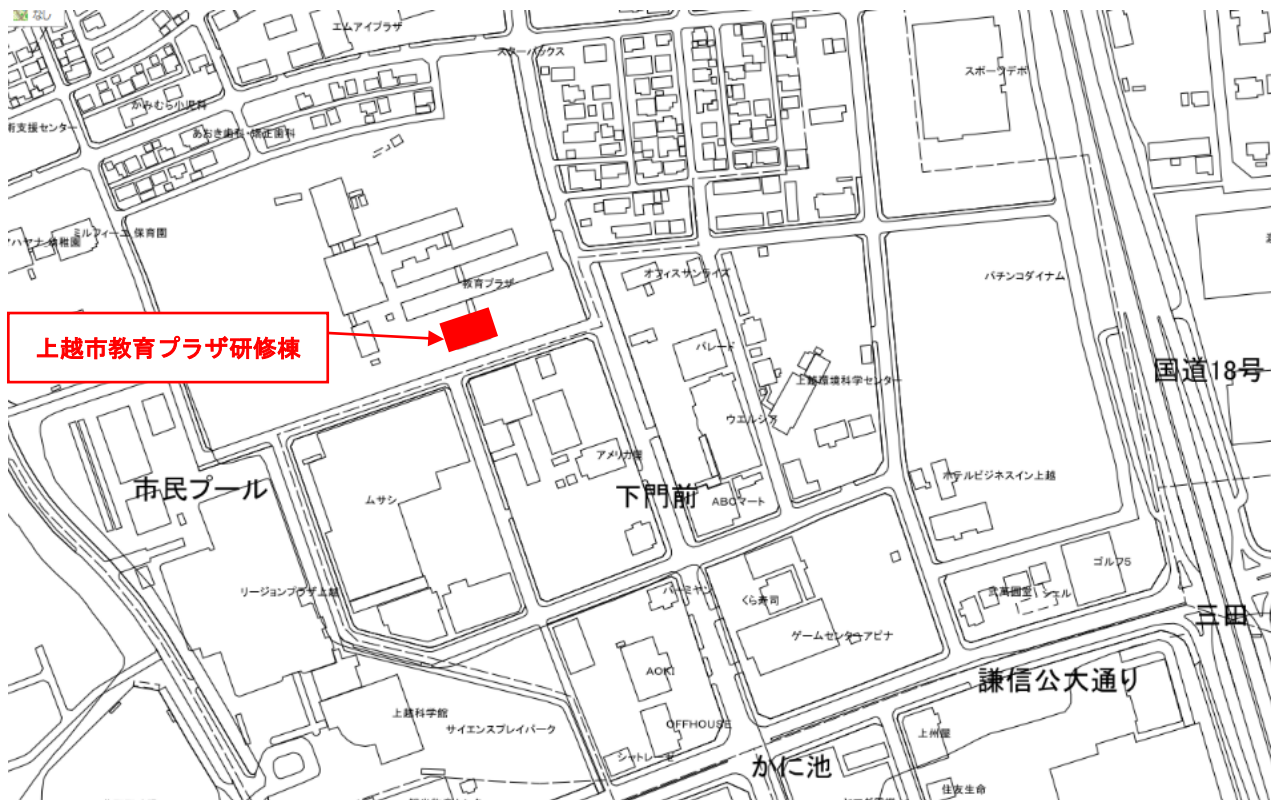 なし
エムアイプラザ
スターバックス
スポーツデポ
かみむら小児科
術支援センター
あおき歯科・矯正歯科
ミルフィーユ保育園
幼稚園
教育プラザ
オフィスサンライズ
パチンコダイナム
上越市教育プラザ研修棟
バレード
国道18号
上越環境科学センター
ウエルシア
アメリカ屋
市民プール
ムサシ
下門前
ABCマート
ホテルビジネスイン上越
ゴルフ5
リージョンプラザ上越
バーミヤン
くら寿司
シェル
三田
ゲームセンターアピナ
AOKI
謙信公大通り
上越科学館
サイエンスプレイパーク
OFFHOUSE
上州屋
シャトレーゼ
かに池
住友生命